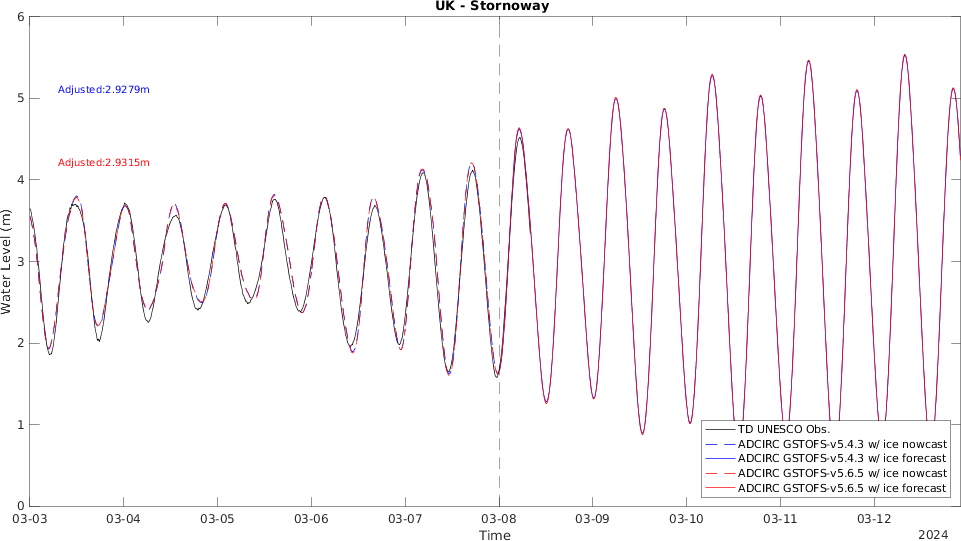 UK - Stornoway
6
5
4
3
2
1
0
Water Level (m)
Adjusted:2.9279m
Adjusted:2.9315m
TD UNESCO Obs.
ADCIRC GSTOFS-v5.4.3 w/ ice nowcast
ADCIRC GSTOFS-v5.4.3 w/ ice forecast
ADCIRC GSTOFS-v5.6.5 w/ ice nowcast
ADCIRC GSTOFS-v5.6.5 w/ ice forecast
03-03 03-04 03-05 03-06 03-07 03-08 03-09 03-10 03-11 03-12
Time
2024